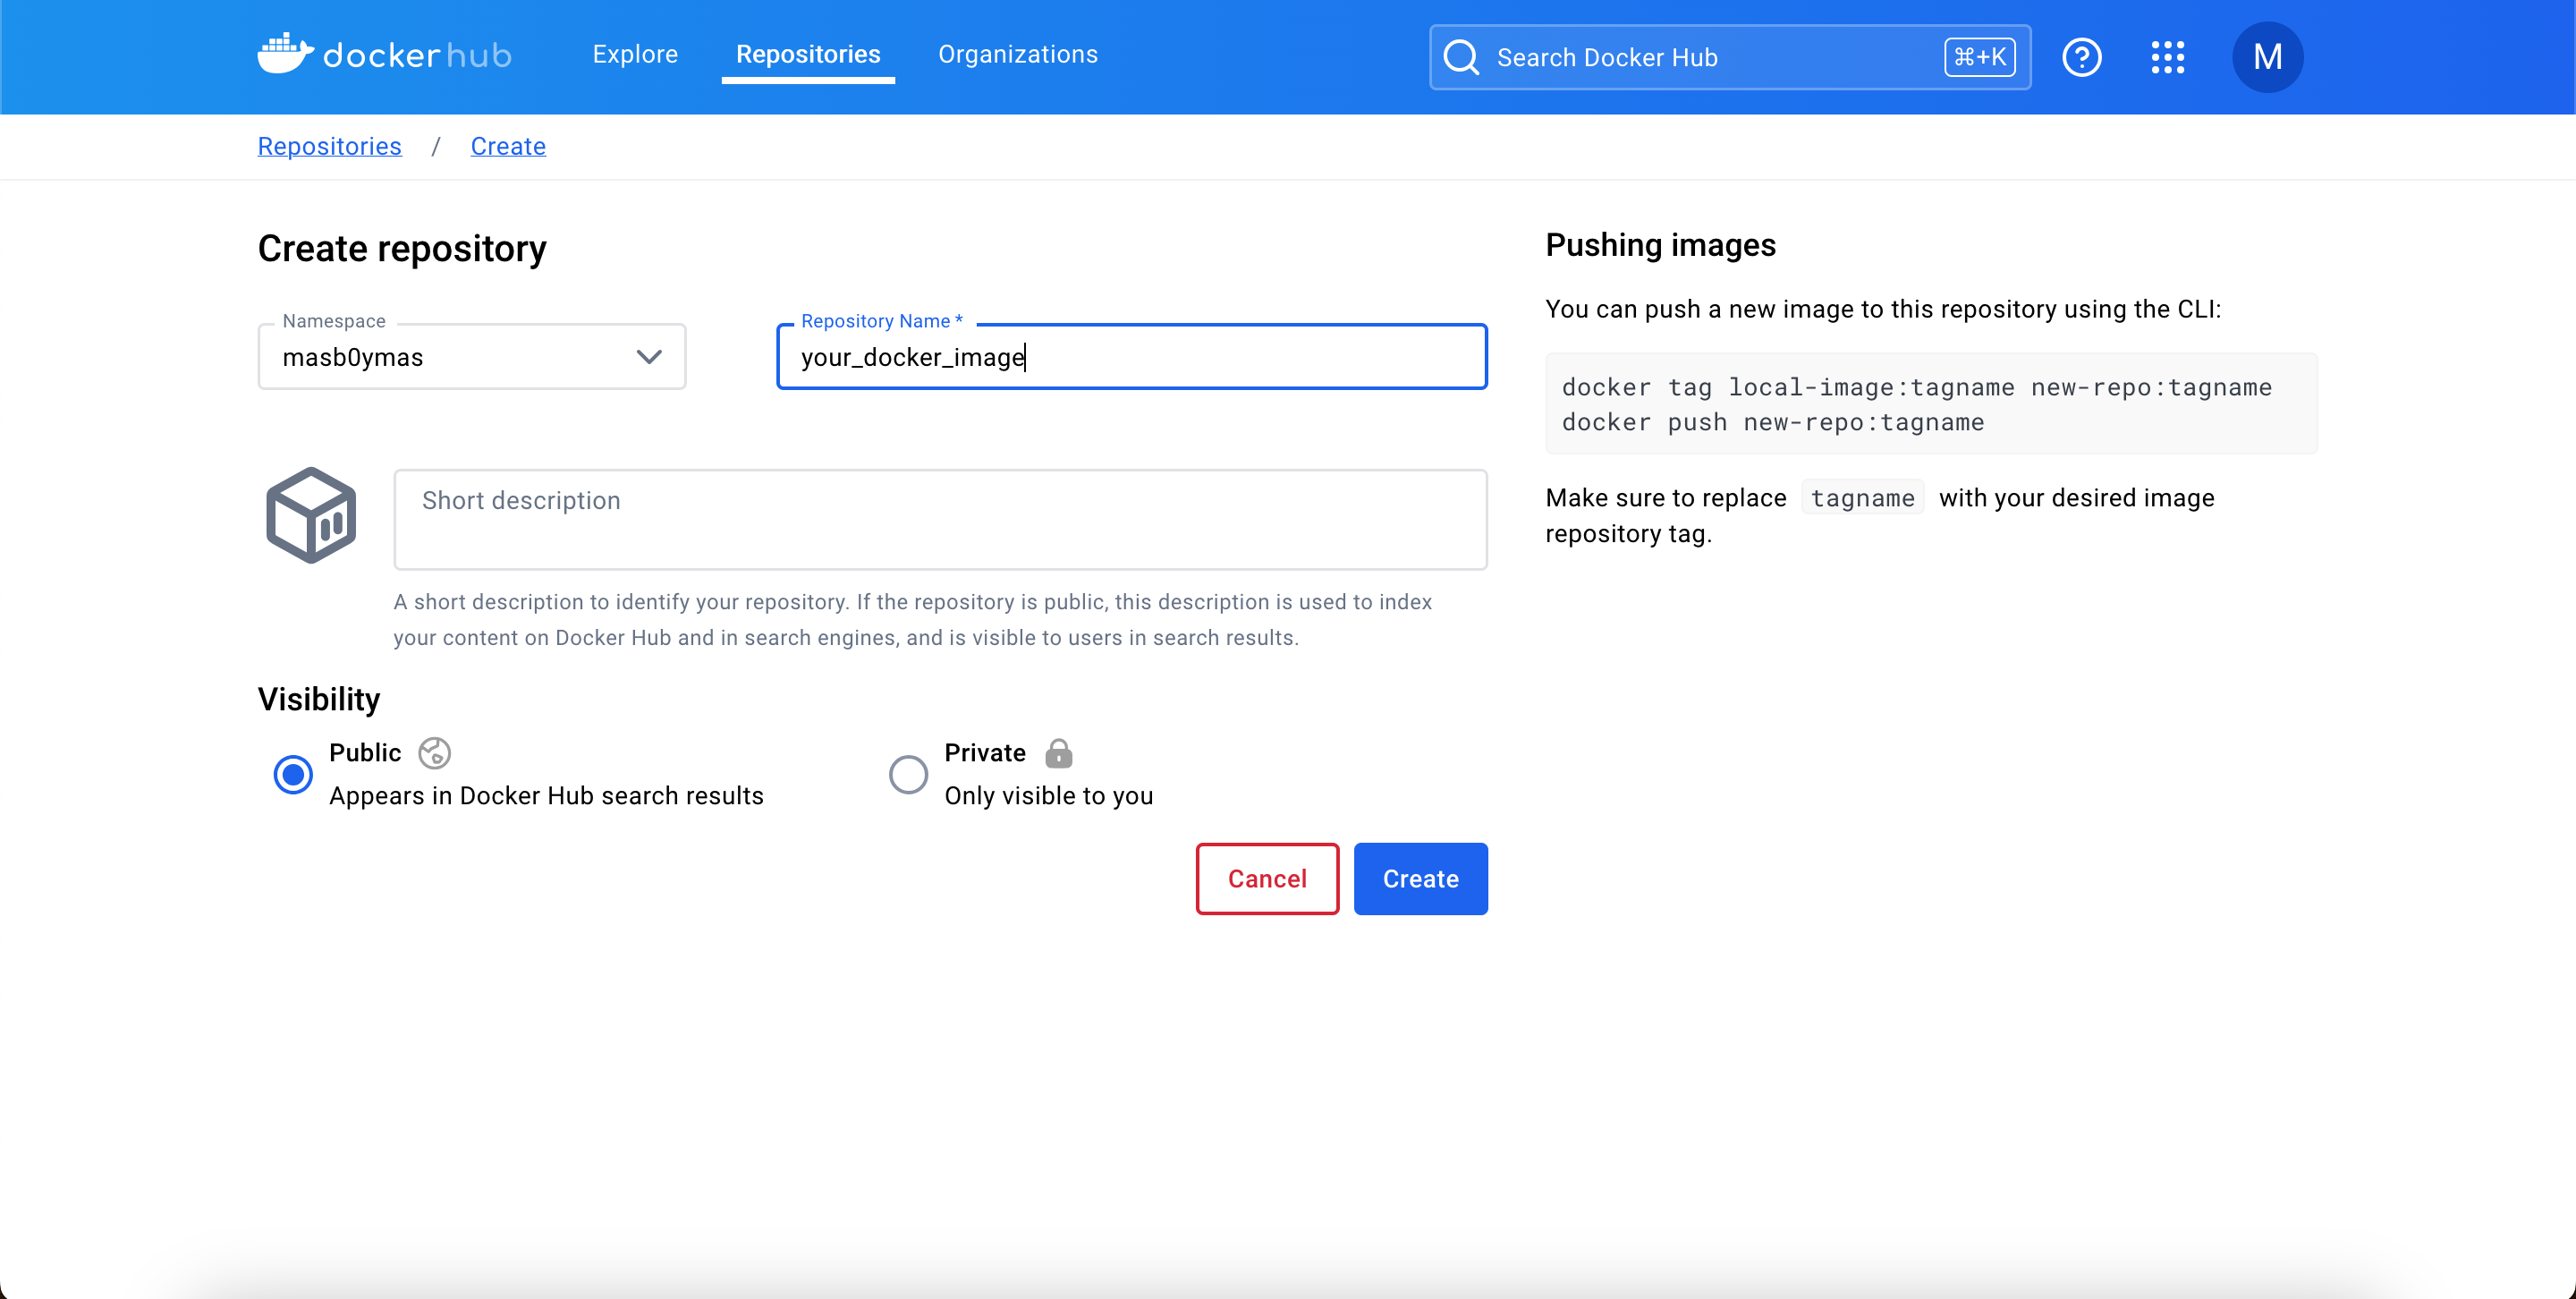 dockerhub
Explore
Repositories
Organizations
Search Docker Hub
⌘+K
?
M
Repositories / Create
Create repository
Namespace
masb0ymas
Repository Name *
your_docker_image
Short description
A short description to identify your repository. If the repository is public, this description is used to index
your content on Docker Hub and in search engines, and is visible to users in search results.
Visibility
Public
Appears in Docker Hub search results
Private
Only visible to you
Cancel
Create
Pushing images
You can push a new image to this repository using the CLI:
docker tag local-image:tagname new-repo:tagname
docker push new-repo:tagname
Make sure to replace tagname with your desired image
repository tag.